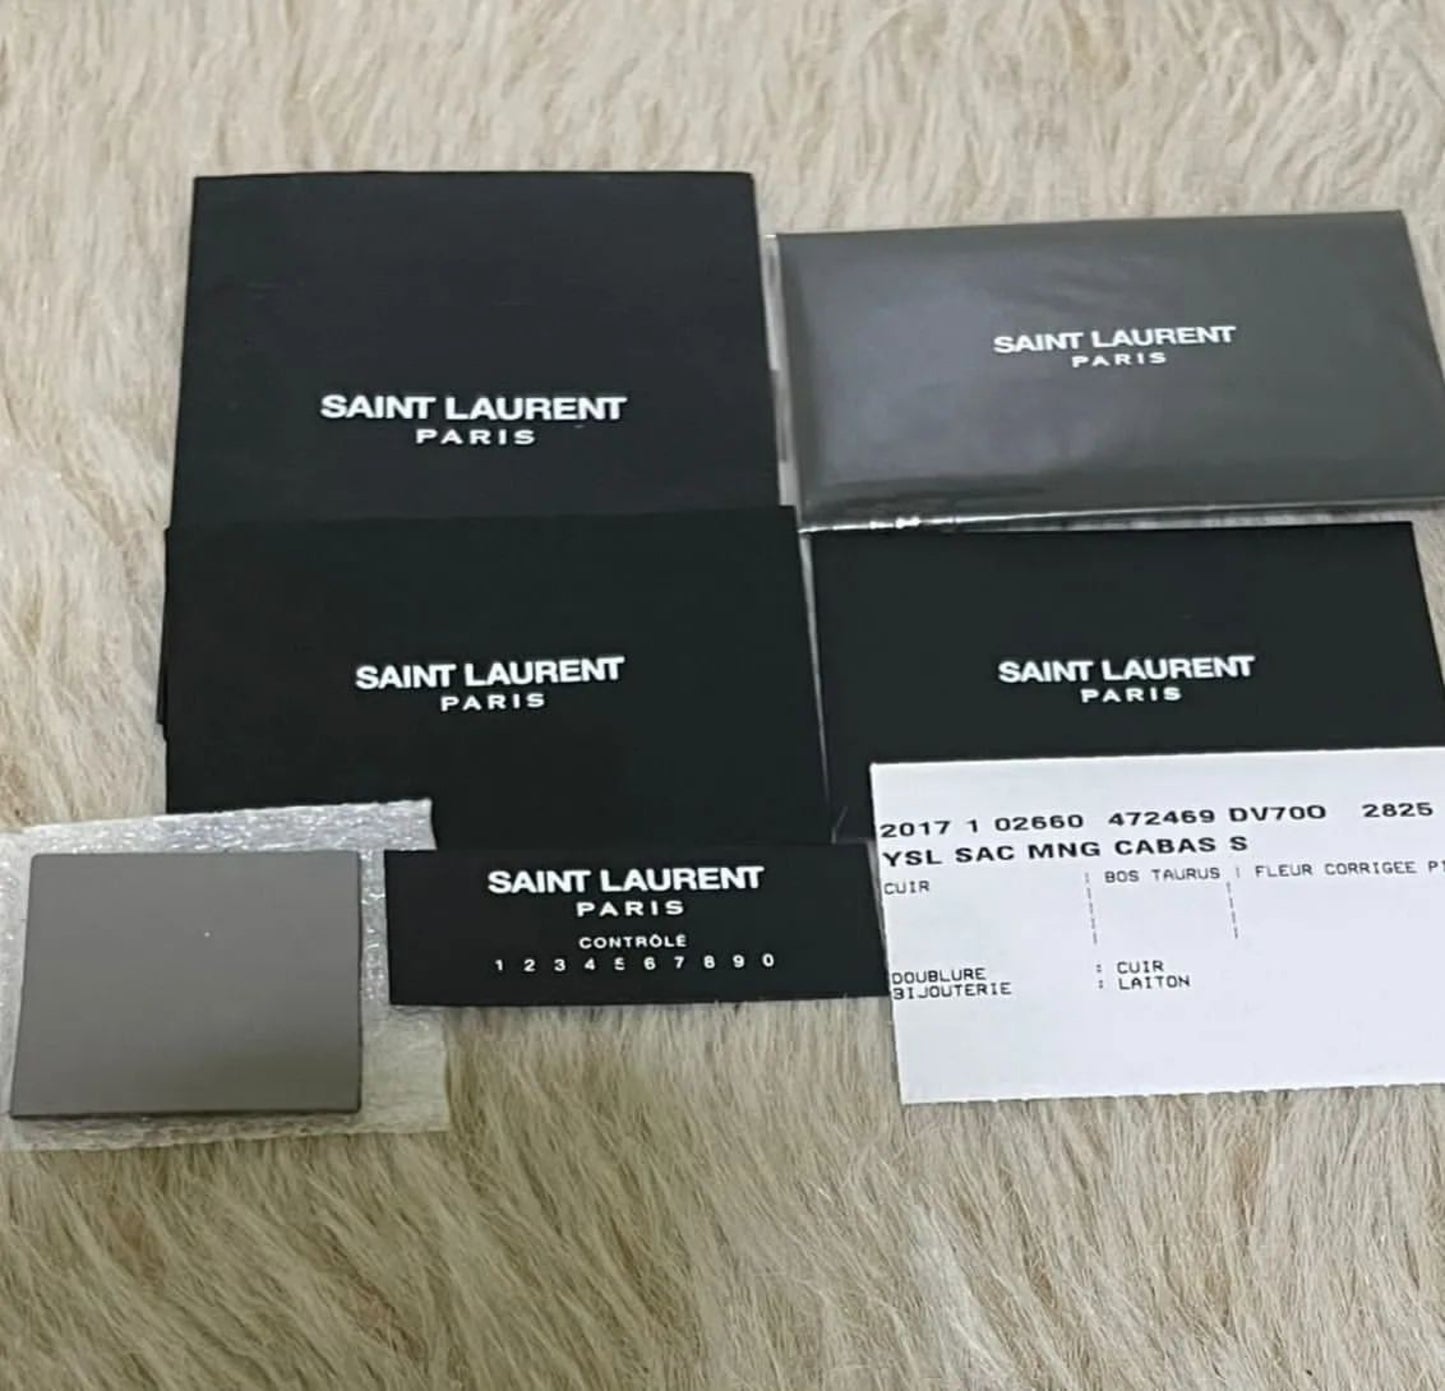 SAINT LAURENT
PARIS
SAINT LAURENT
PARIS
SAINT LAURENT
PARIS
SAINT LAURENT
PARIS
SAINT LAURENT
PARIS
CONTRÔLE
1 2 3 4 5 6 7 8 9 0
2017 1 02660 472469 DV70O 2825
YSL SAC MNG CABAS S
CUIR ¦ BOS TAURUS ¦ FLEUR CORRIGEE
DOUBLURE : CUIR
BIJOUTERIE : LAITON